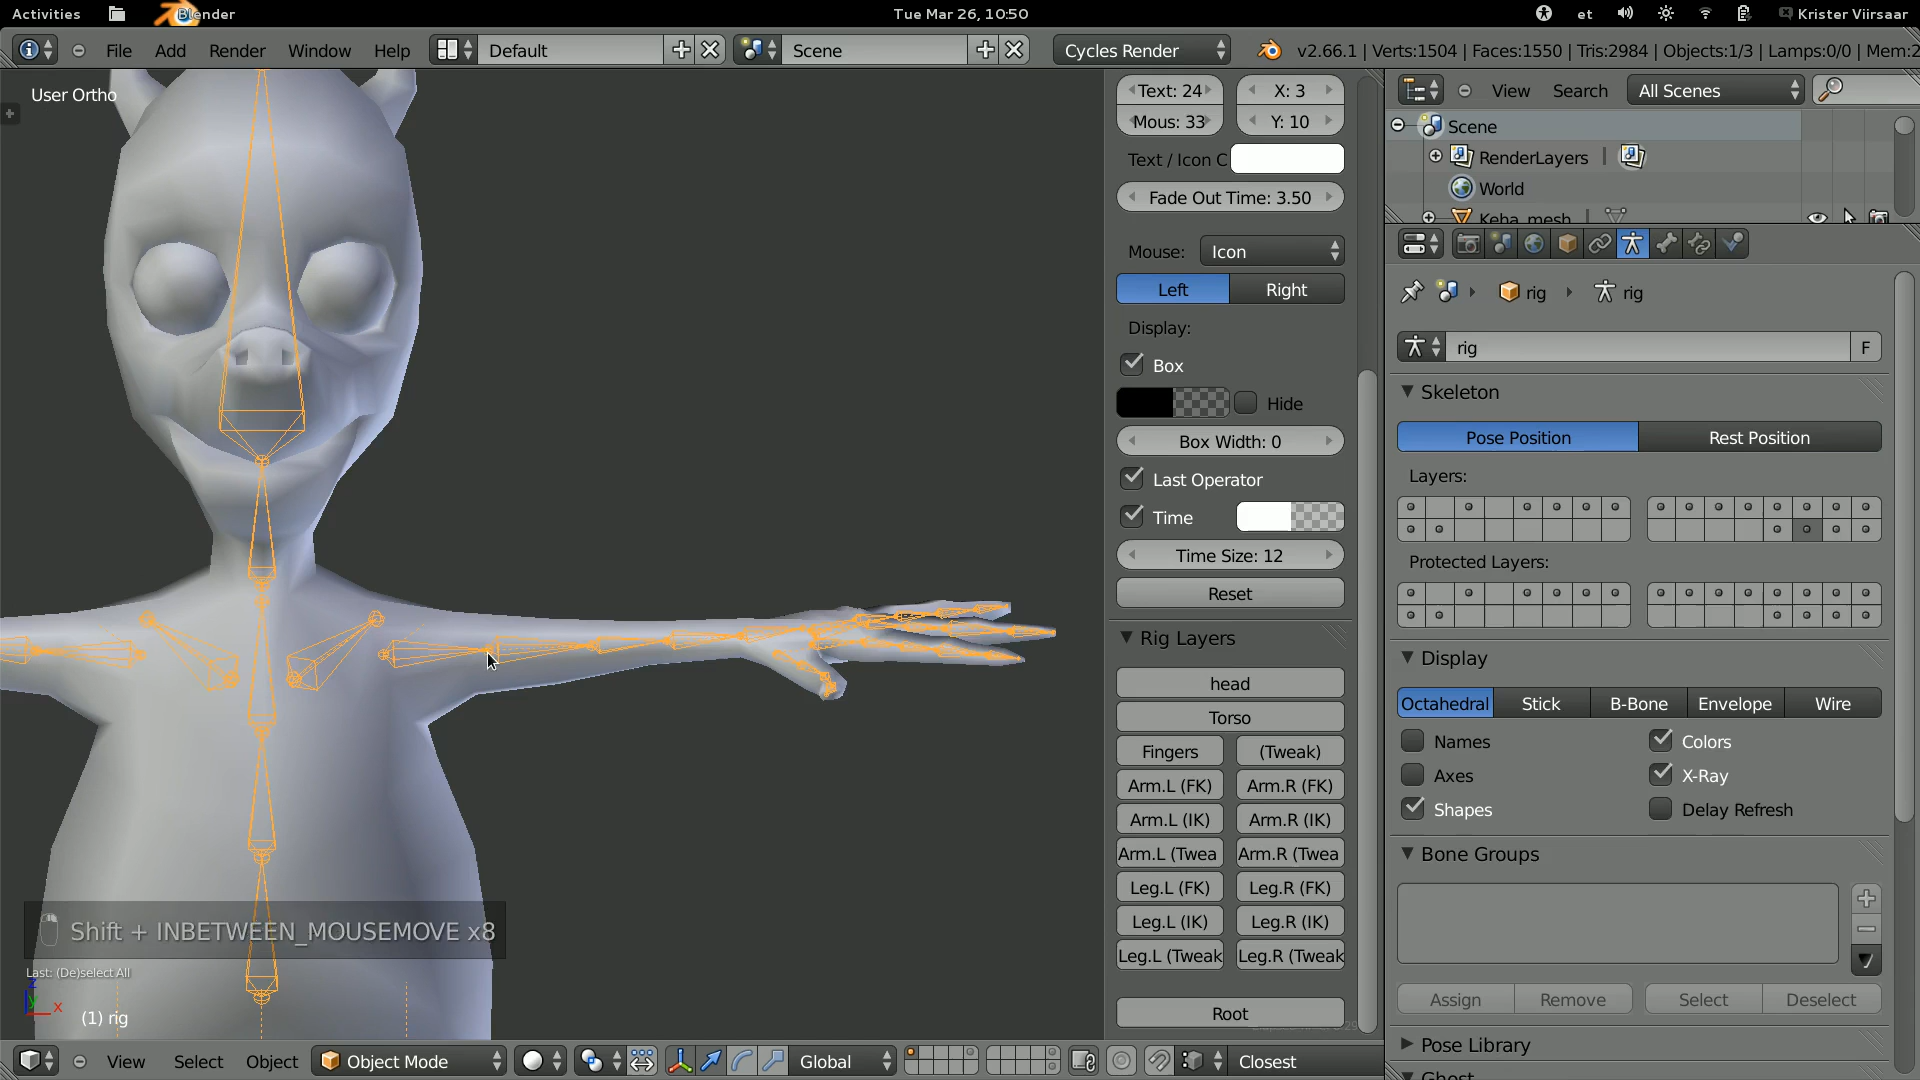 Activities
Blender
Tue Mar 26, 10:50
et
Krister Viirsaar
File Add Render Window Help
Default
Scene
Cycles Render
v2.66.1 | Verts:1504 | Faces:1550 | Tris:2984 | Objects:1/3 | Lamps:0/0 | Mem:2
User Ortho
Text: 24
X: 3
Mous: 33
Y: 10
Text / Icon C
Fade Out Time: 3.50
Mouse:
Icon
Left
Right
Display:
Box
Hide
Box Width: 0
Last Operator
Time
Time Size: 12
Reset
Rig Layers
head
Torso
Fingers
(Tweak)
Arm.L (FK)
Arm.R (FK)
Arm.L (IK)
Arm.R (IK)
Arm.L (Twea
Arm.R (Twea
Leg.L (FK)
Leg.R (FK)
Leg.L (IK)
Leg.R (IK)
Leg.L (Tweak
Leg.R (Tweak
Root
View Search
All Scenes
Scene
RenderLayers
World
Keha_mesh
rig
rig
rig
F
Skeleton
Pose Position
Rest Position
Layers:
Protected Layers:
Display
Octahedral
Stick
B-Bone
Envelope
Wire
Names
Colors
Axes
X-Ray
Shapes
Delay Refresh
Bone Groups
Assign
Remove
Select
Deselect
Pose Library
Ghost
Shift + INBETWEEN_MOUSEMOVE x8
Last: (De)select All
z
y
x
(1) rig
View Select Object
Object Mode
Global
Closest